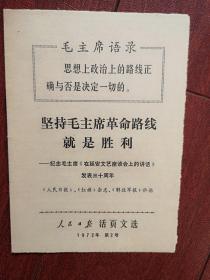 毛主席语录
思想上政治上的路线正
确与否是决定一切的。
坚持毛主席革命路线
就是胜利
——纪念毛主席《在延安文艺座谈会上的讲话》
发表三十周年
《人民日报》、《红旗》杂志、《解放军报》社论
人民日报 活页文选
1972年 第2号